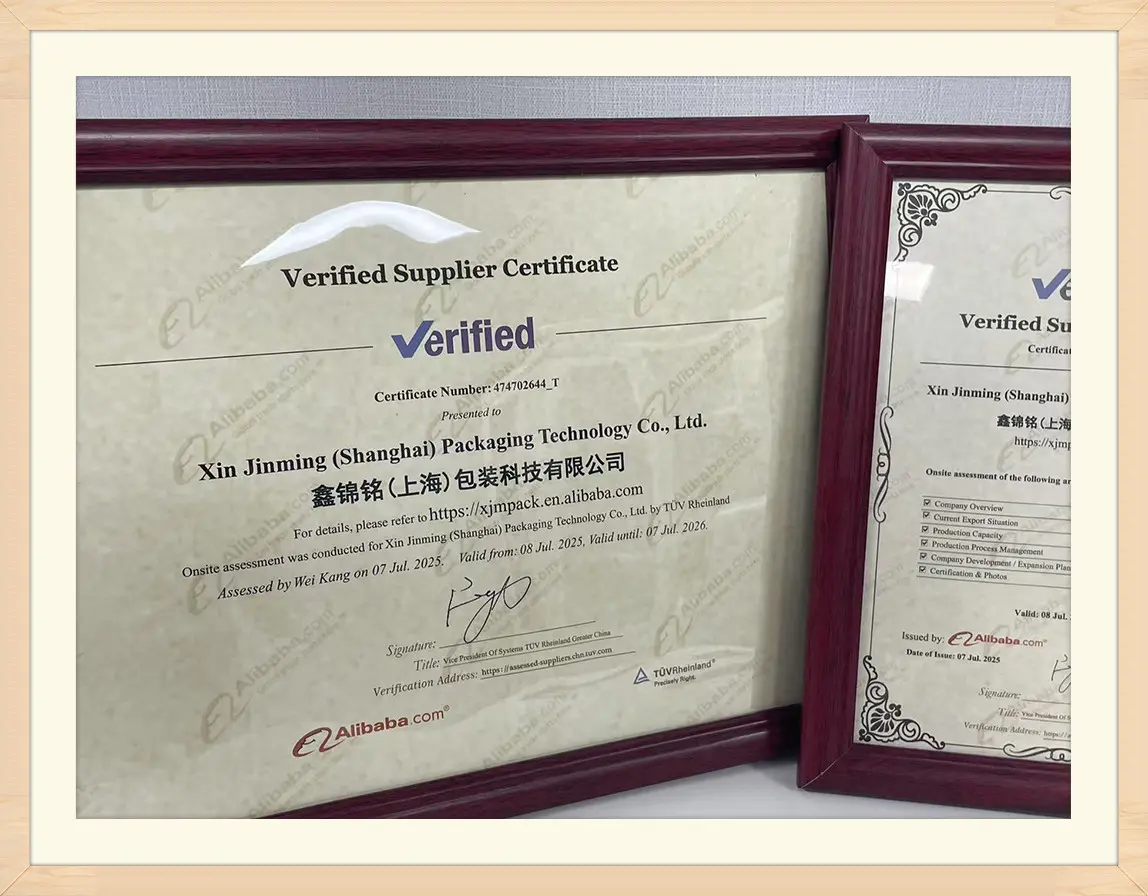 Verified Supplier Certificate
Verified
Certificate Number: 474702644_T
Presented to
Xin Jinming (Shanghai) Packaging Technology Co., Ltd.
鑫锦铭(上海)包装科技有限公司
For details, please refer to https://xjmpack.en.alibaba.com
Onsite assessment was conducted for Xin Jinming (Shanghai) Packaging Technology Co., Ltd. by TÜV Rheinland
Assessed by Wei Kang on 07 Jul. 2025. Valid from: 08 Jul. 2025, Valid until: 07 Jul. 2026.
Signature:
Title: Vice President Of Systems TÜV Rheinland Greater China
Verification Address: https://assessed-suppliers.chn.tuv.com
TÜVRheinland®
Precisely Right.
Alibaba.com®
Verified Su
Certificat
Xin Jinming (Shanghai)
鑫锦铭(上海
https://xjmp
Onsite assessment of the following ar
Company Overview
Current Export Situation
Production Capacity
Production Process Management
Company Development / Expansion Plan
Certification & Photos
Valid: 08 Jul.
Issued by: Alibaba.com
Date of Issue: 07 Jul. 2025
Signature:
Title: Vice President Of S
Verification Address: https://a